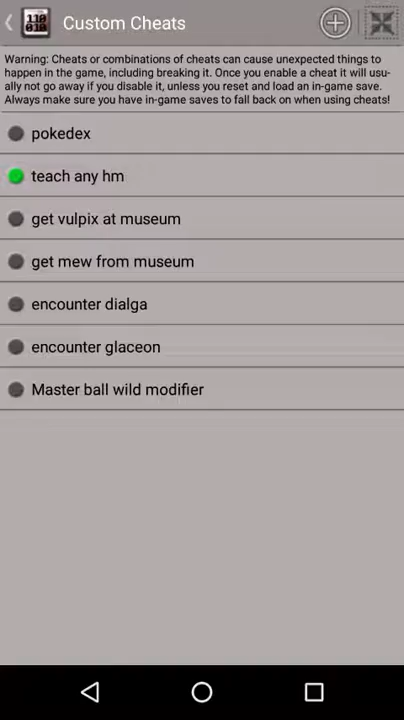 Custom Cheats
Warning: Cheats or combinations of cheats can cause unexpected things to
happen in the game, including breaking it. Once you enable a cheat it will usu-
ally not go away if you disable it, unless you reset and load an in-game save.
Always make sure you have in-game saves to fall back on when using cheats!
pokedex
teach any hm
get vulpix at museum
get mew from museum
encounter dialga
encounter glaceon
Master ball wild modifier